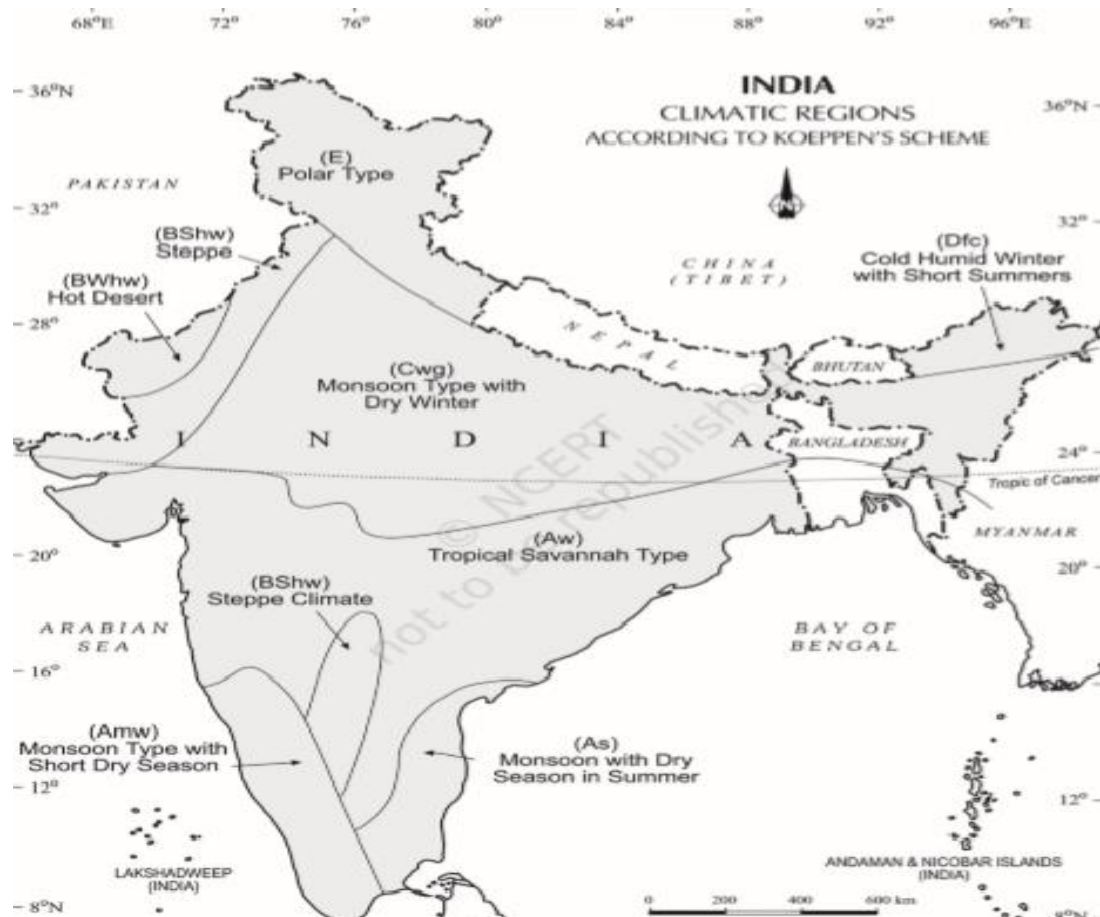 68°E 72° 76° 80° 84° 88° 92° 96°E
INDIA
CLIMATIC REGIONS
ACCORDING TO KOEPPEN'S SCHEME
36°N
36°N
(E)
Polar Type
PAKISTAN
32°
32°
(BShw)
Steppe
(BWhw)
Hot Desert
CHINA
(TIBET)
(Dfc)
Cold Humid Winter
with Short Summers
28°
28°
NEPAL
BHUTAN
(Cwg)
Monsoon Type with
Dry Winter
INDIA
BANGLADESH
24°
24°
Tropic of Cancer
MYANMAR
© NCERT
not to be republished
20°
20°
(Aw)
Tropical Savannah Type
(BShw)
Steppe Climate
ARABIAN
SEA
BAY OF
BENGAL
16°
(Amw)
Monsoon Type with
Short Dry Season
(As)
Monsoon with Dry
Season in Summer
12°
12°
LAKSHADWEEP
(INDIA)
ANDAMAN & NICOBAR ISLANDS
(INDIA)
8°N
8°N
0 200 400 600 km